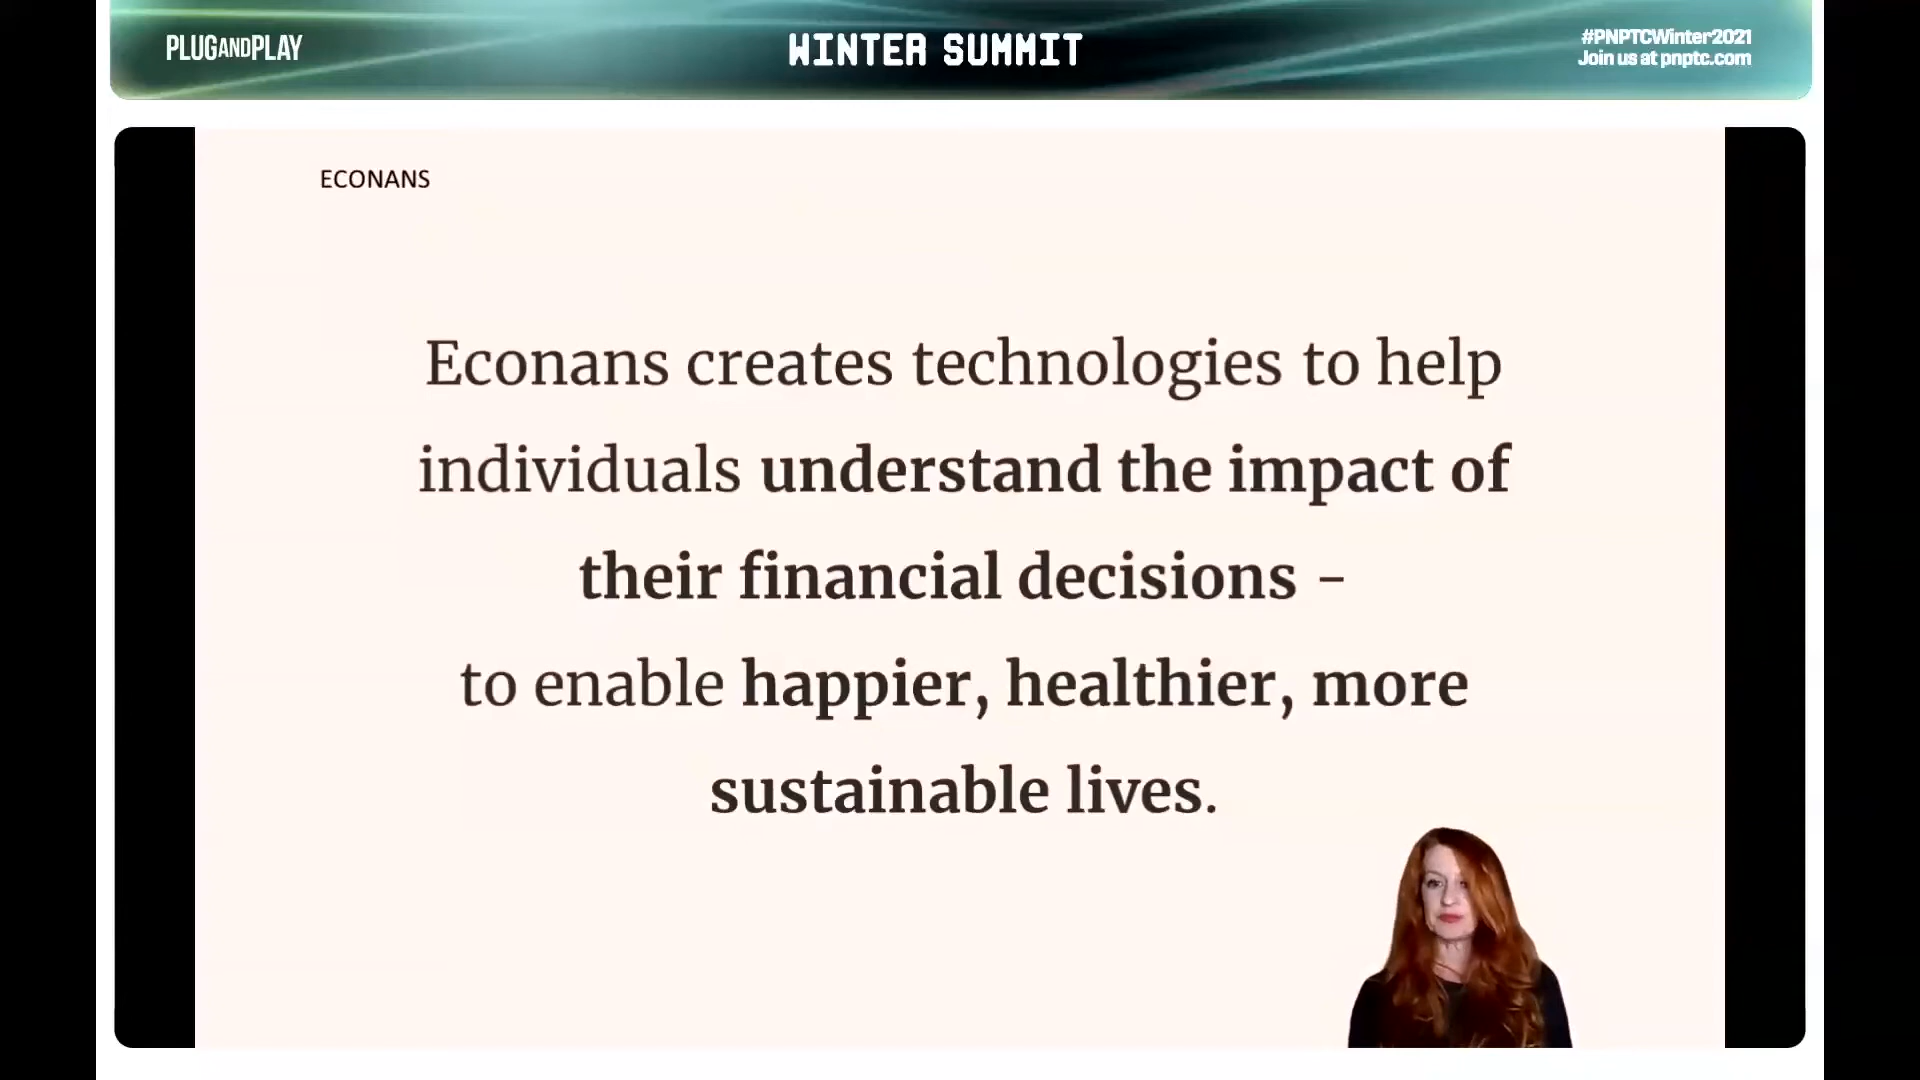 PLUGANDPLAY
WINTER SUMMIT
#PNPTCWinter2021
Join us at pnptc.com
ECONANS
Econans creates technologies to help
individuals understand the impact of
their financial decisions -
to enable happier, healthier, more
sustainable lives.